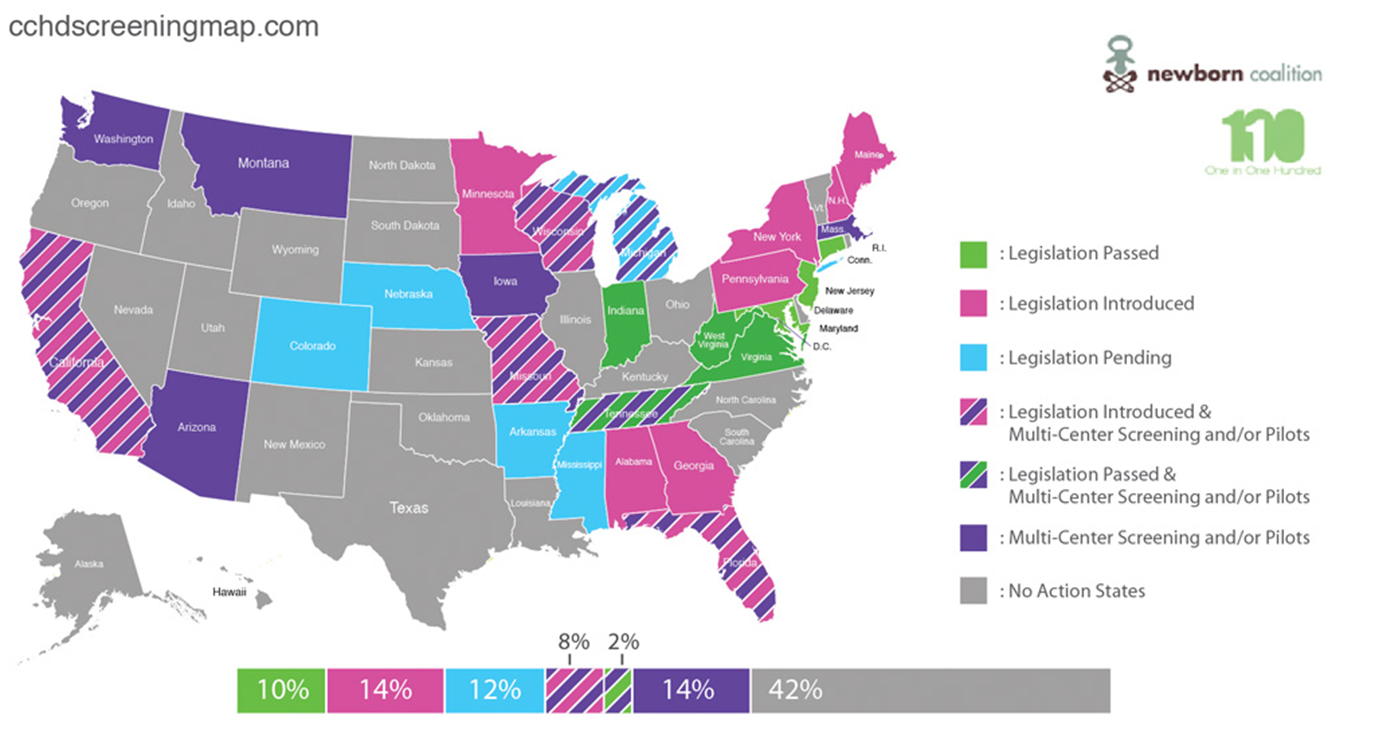 cchdscreeningmap.com
newborn coalition
110
One in One Hundred
Washington
Montana
North Dakota
Minnesota
Maine
Oregon
Idaho
South Dakota
Wisconsin
Vt.
N.H.
Wyoming
Michigan
New York
Mass.
R.I.
Conn.
Nebraska
Iowa
Pennsylvania
New Jersey
Nevada
Utah
Colorado
Illinois
Indiana
Ohio
Delaware
Maryland
D.C.
California
Kansas
Missouri
West
Virginia
Virginia
Kentucky
Arizona
New Mexico
Oklahoma
Arkansas
Tennessee
North Carolina
South
Carolina
Texas
Louisiana
Mississippi
Alabama
Georgia
Florida
Alaska
Hawaii
: Legislation Passed
: Legislation Introduced
: Legislation Pending
: Legislation Introduced &
Multi-Center Screening and/or Pilots
: Legislation Passed &
Multi-Center Screening and/or Pilots
: Multi-Center Screening and/or Pilots
: No Action States
8% 2%
10% 14% 12% 14% 42%